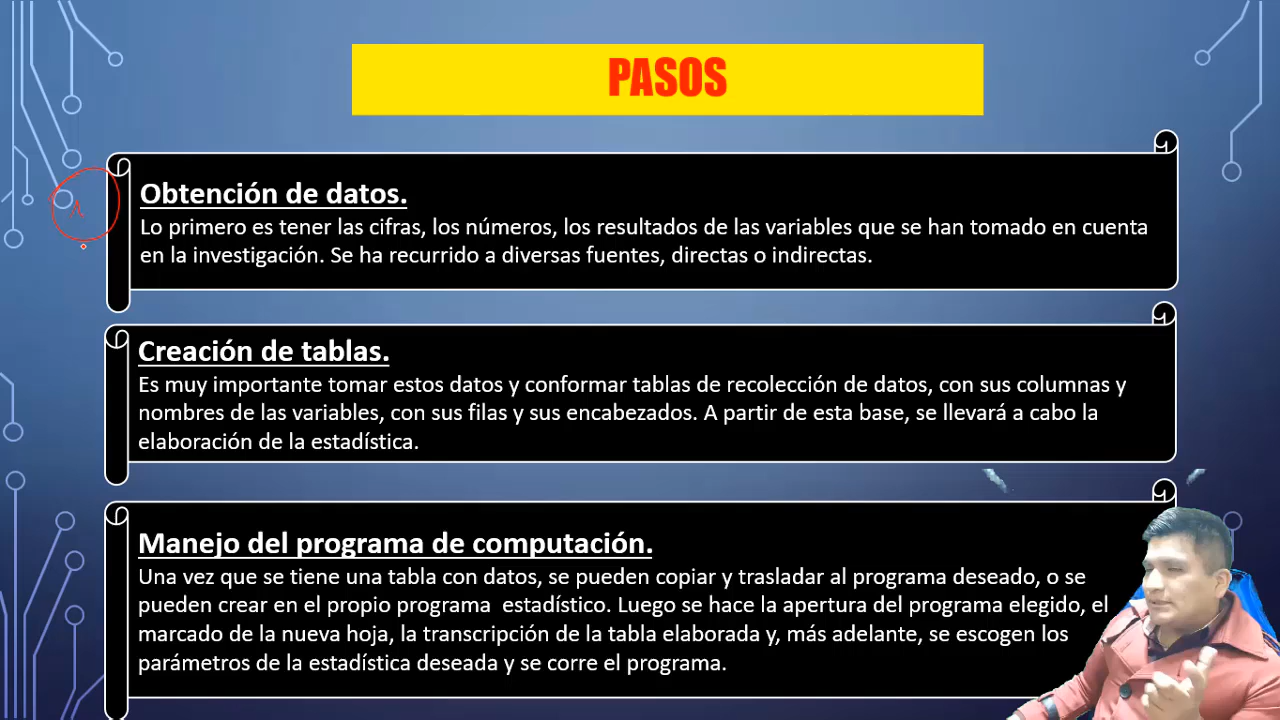 PASOS
Obtención de datos.
Lo primero es tener las cifras, los números, los resultados de las variables que se han tomado en cuenta
en la investigación. Se ha recurrido a diversas fuentes, directas o indirectas.
Creación de tablas.
Es muy importante tomar estos datos y conformar tablas de recolección de datos, con sus columnas y
nombres de las variables, con sus filas y sus encabezados. A partir de esta base, se llevará a cabo la
elaboración de la estadística.
Manejo del programa de computación.
Una vez que se tiene una tabla con datos, se pueden copiar y trasladar al programa deseado, o se
pueden crear en el propio programa  estadístico. Luego se hace la apertura del programa elegido, el
marcado de la nueva hoja, la transcripción de la tabla elaborada y, más adelante, se escogen los
parámetros de la estadística deseada y se corre el programa.